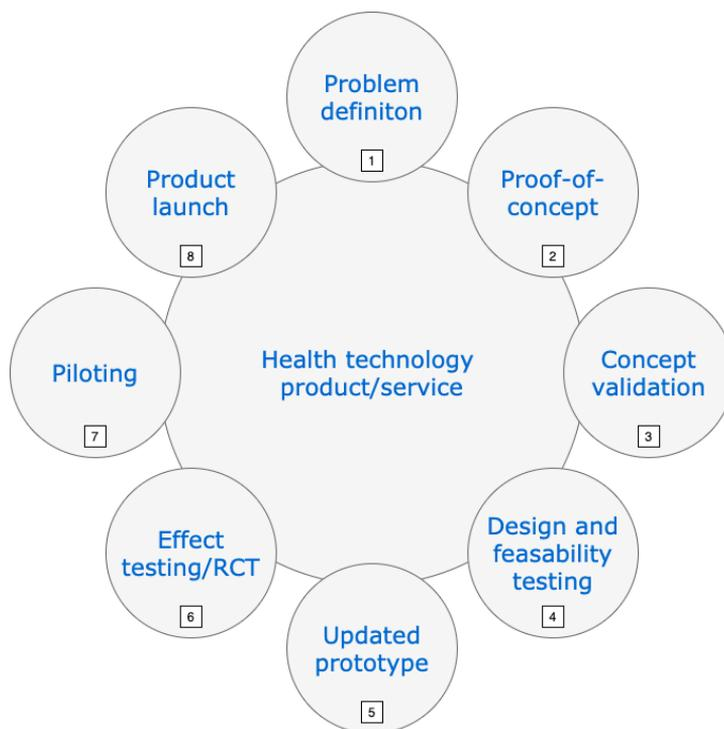 Problem
definiton
1
Proof-of-
concept
2
Concept
validation
3
Design and
feasability
testing
4
Updated
prototype
5
Effect
testing/RCT
6
Piloting
7
Product
launch
8
Health technology
product/service